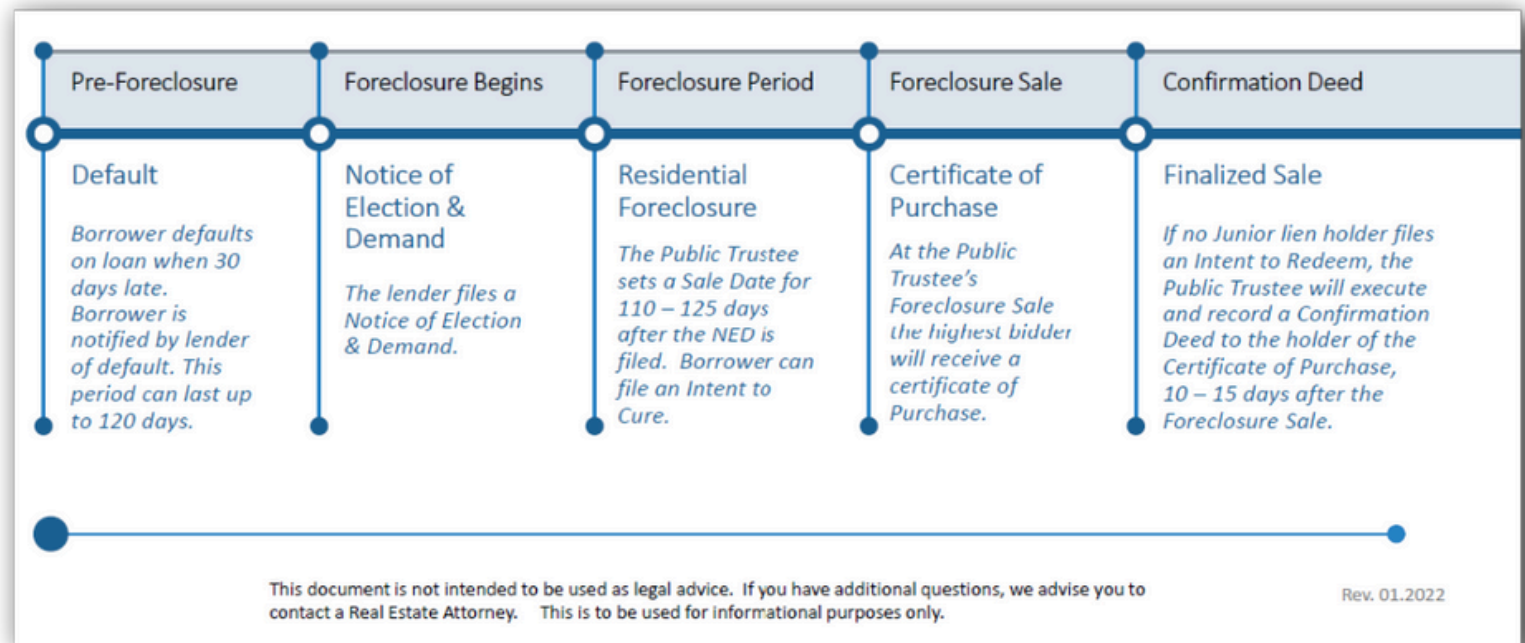 Pre-Foreclosure
Foreclosure Begins
Foreclosure Period
Foreclosure Sale
Confirmation Deed
Default
Borrower defaults
on loan when 30
days late.
Borrower is
notified by lender
of default. This
period can last up
to 120 days.
Notice of
Election &
Demand
The lender files a
Notice of Election
& Demand.
Residential
Foreclosure
The Public Trustee
sets a Sale Date for
110 – 125 days
after the NED is
filed. Borrower can
file an Intent to
Cure.
Certificate of
Purchase
At the Public
Trustee's
Foreclosure Sale
the highest bidder
will receive a
certificate of
Purchase.
Finalized Sale
If no Junior lien holder files
an Intent to Redeem, the
Public Trustee will execute
and record a Confirmation
Deed to the holder of the
Certificate of Purchase,
10 – 15 days after the
Foreclosure Sale.
This document is not intended to be used as legal advice. If you have additional questions, we advise you to
contact a Real Estate Attorney. This is to be used for informational purposes only.
Rev. 01.2022